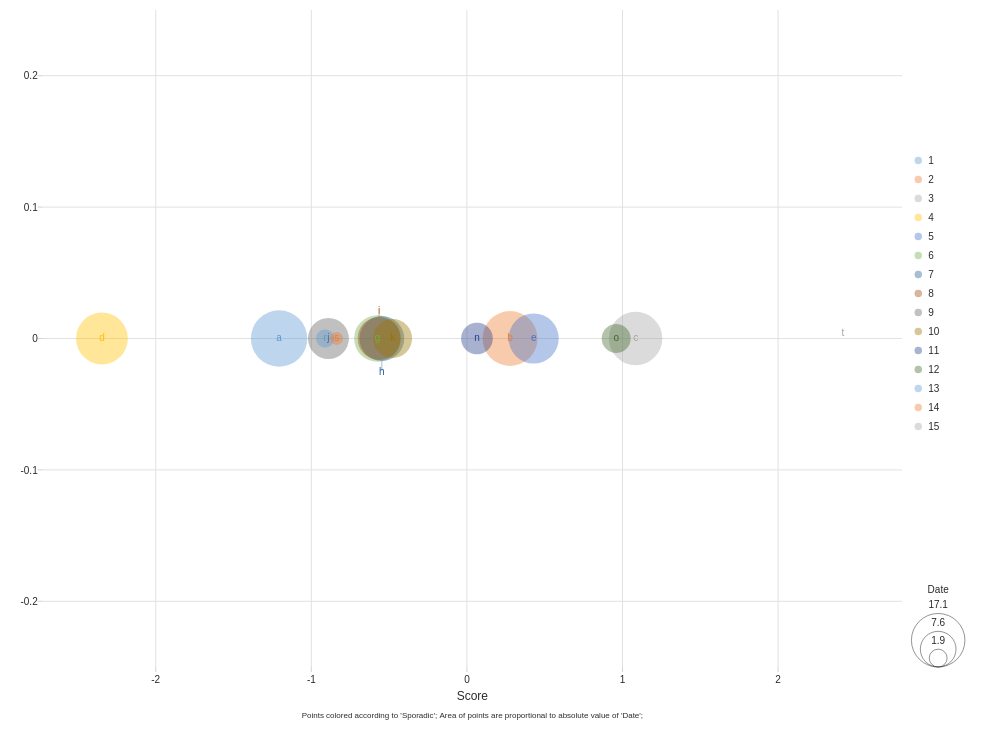 0.2
0.1
0
-0.1
-0.2
i
d
a
j
g
n
b
e
o
c
t
h
-2
-1
0
1
2
Score
Points colored according to 'Sporadic'; Area of points are proportional to absolute value of 'Date';
1
2
3
4
5
6
7
8
9
10
11
12
13
14
15
Date
17.1
7.6
1.9